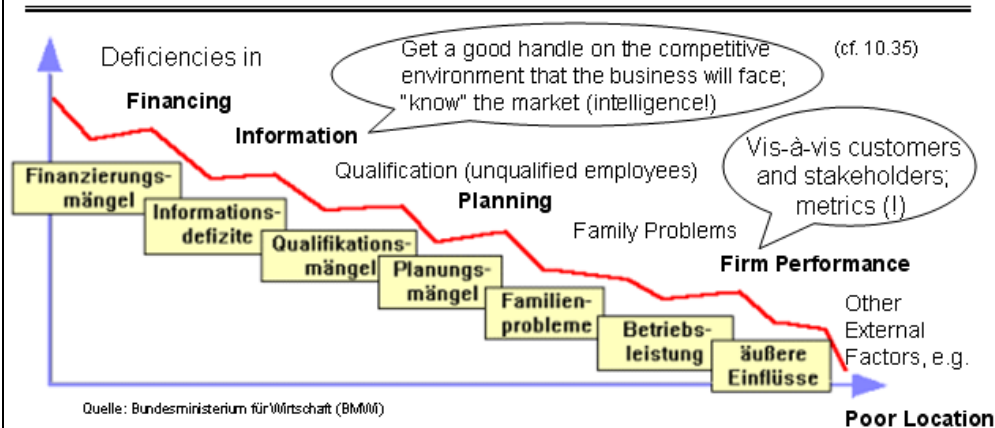 Deficiencies in
Get a good handle on the competitive
environment that the business will face;
"know" the market (intelligence!)
(cf. 10.35)
Financing
Information
Vis-à-vis customers
and stakeholders;
metrics (!)
Qualification (unqualified employees)
Planning
Family Problems
Firm Performance
Other
External
Factors, e.g.
Poor Location
Finanzierungs-
mängel
Informations-
defizite
Qualifikations-
mängel
Planungs-
mängel
Familien-
probleme
Betriebs-
leistung
äußere
Einflüsse
Quelle: Bundesministerium für Wirtschaft (BMWi)